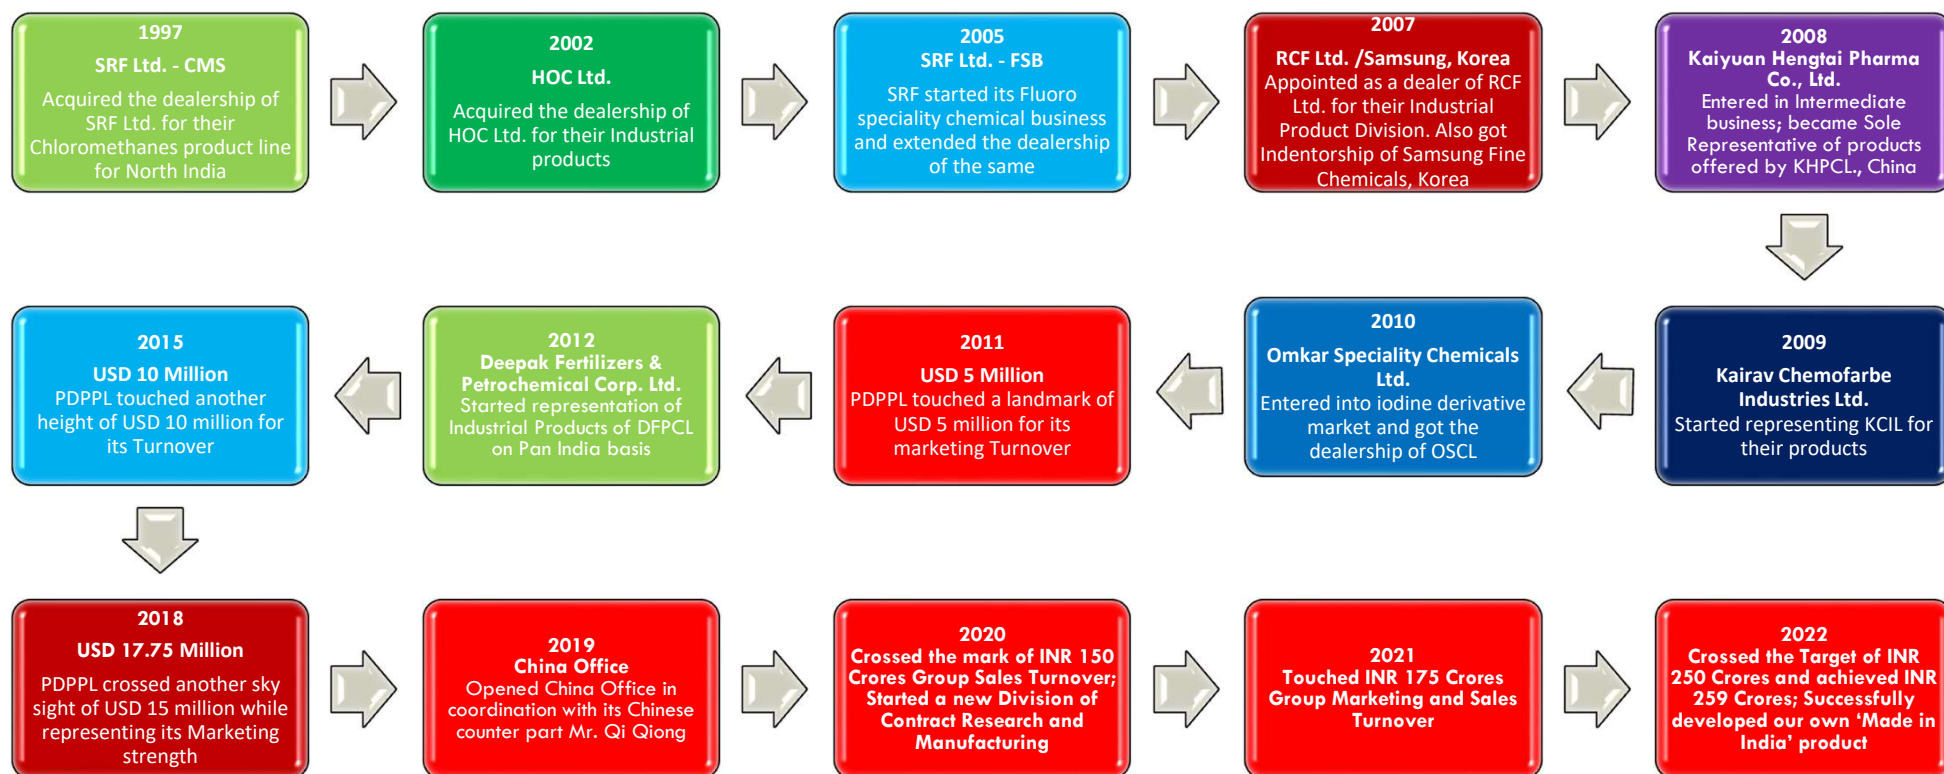 1997
SRF Ltd. - CMS
Acquired the dealership of
SRF Ltd. for their
Chloromethanes product line
for North India
2002
HOC Ltd.
Acquired the dealership of
HOC Ltd. for their Industrial
products
2005
SRF Ltd. - FSB
SRF started its Fluoro
speciality chemical business
and extended the dealership
of the same
2007
RCF Ltd. /Samsung, Korea
Appointed as a dealer of RCF
Ltd. for their Industrial
Product Division. Also got
Indentorship of Samsung Fine
Chemicals, Korea
2008
Kaiyuan Hengtai Pharma
Co., Ltd.
Entered in Intermediate
business; became Sole
Representative of products
offered by KHPCL., China
2009
Kairav Chemofarbe
Industries Ltd.
Started representing KCIL for
their products
2010
Omkar Speciality Chemicals
Ltd.
Entered into iodine derivative
market and got the
dealership of OSCL
2011
USD 5 Million
PDPPL touched a landmark of
USD 5 million for its
marketing Turnover
2012
Deepak Fertilizers &
Petrochemical Corp. Ltd.
Started representation of
Industrial Products of DFPCL
on Pan India basis
2015
USD 10 Million
PDPPL touched another
height of USD 10 million for
its Turnover
2018
USD 17.75 Million
PDPPL crossed another sky
sight of USD 15 million while
representing its Marketing
strength
2019
China Office
Opened China Office in
coordination with its Chinese
counter part Mr. Qi Qiong
2020
Crossed the mark of INR 150
Crores Group Sales Turnover;
Started a new Division of
Contract Research and
Manufacturing
2021
Touched INR 175 Crores
Group Marketing and Sales
Turnover
2022
Crossed the Target of INR
250 Crores and achieved INR
259 Crores; Successfully
developed our own ‘Made in
India’ product